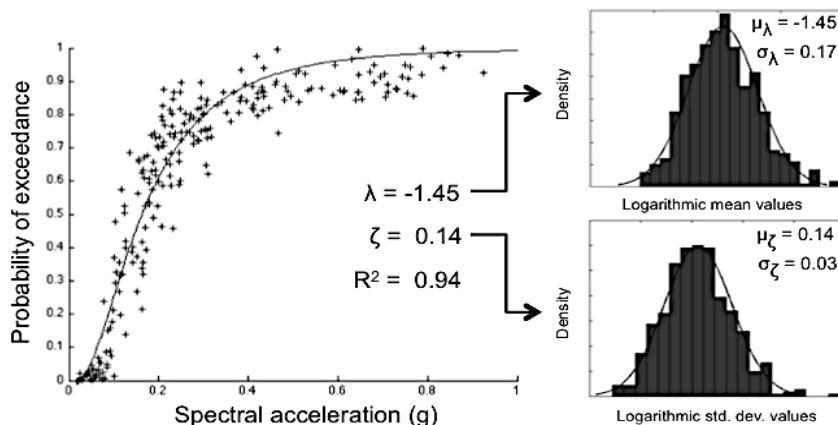 Probability of exceedance
1
0.9
0.8
0.7
0.6
0.5
0.4
0.3
0.2
0.1
0
0.2
0.4
0.6
0.8
1
Spectral acceleration (g)
λ = -1.45
ζ = 0.14
R² = 0.94
μλ = -1.45
σλ = 0.17
Density
Logarithmic mean values
μζ = 0.14
σζ = 0.03
Density
Logarithmic std. dev. values